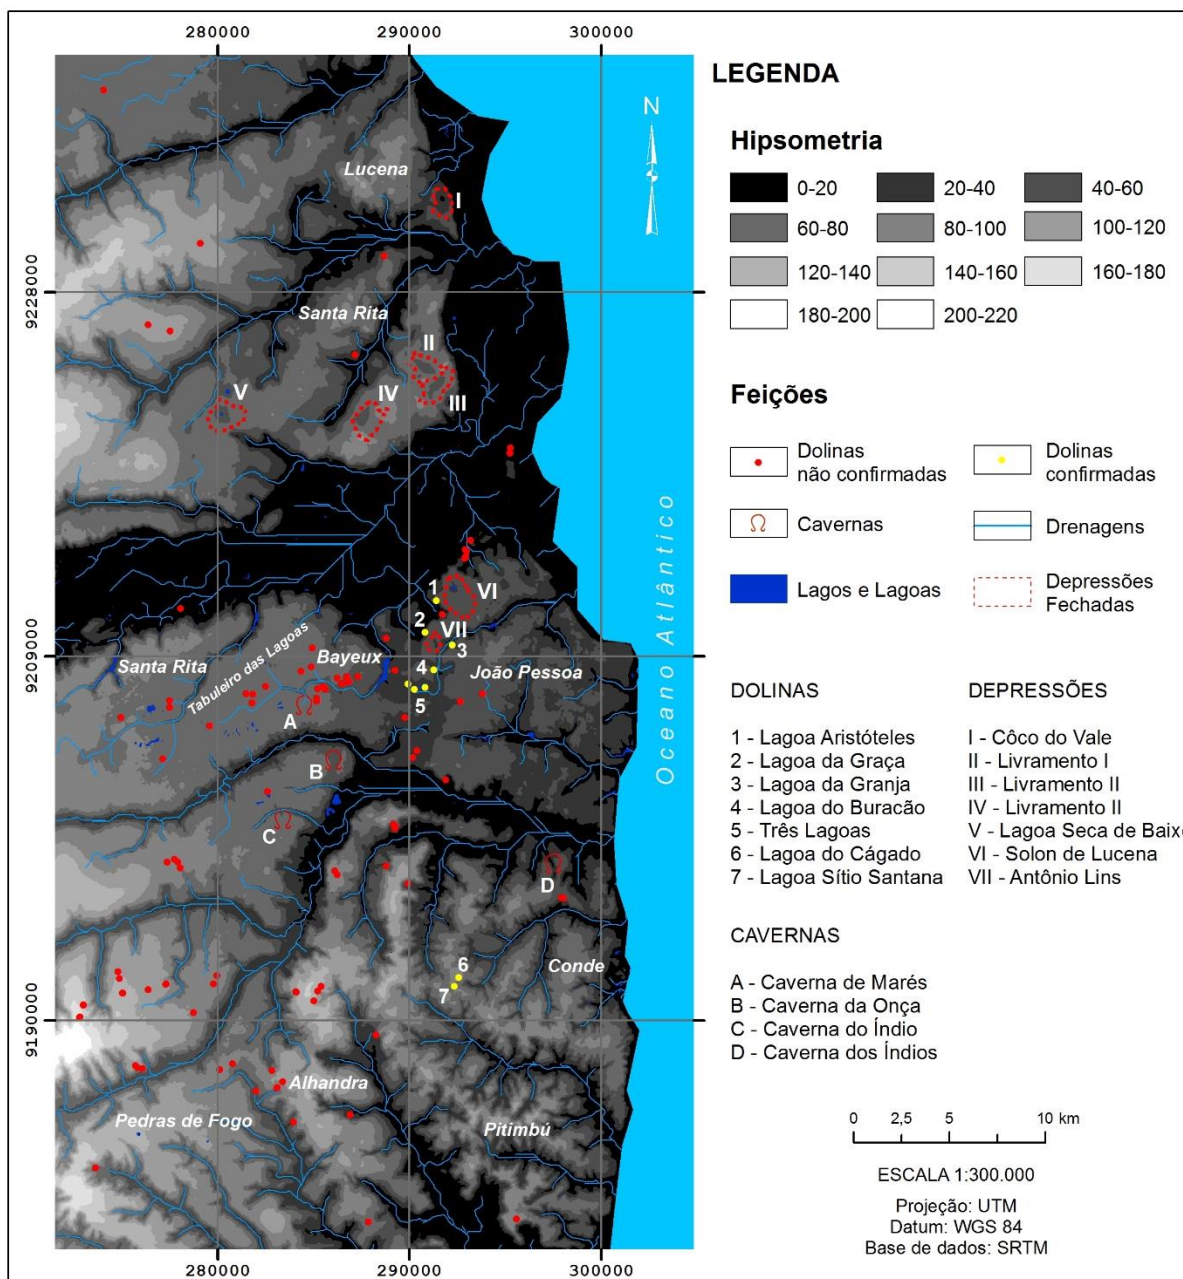 280000 290000 300000
LEGENDA
N
Hipsometria
0-20 20-40 40-60
60-80 80-100 100-120
120-140 140-160 160-180
180-200 200-220
Feições
Dolinas não confirmadas
Dolinas confirmadas
Cavernas
Drenagens
Lagos e Lagoas
Depressões Fechadas
DOLINAS
1 - Lagoa Aristóteles
2 - Lagoa da Graça
3 - Lagoa da Granja
4 - Lagoa do Buracão
5 - Três Lagoas
6 - Lagoa do Cágado
7 - Lagoa Sítio Santana
DEPRESSÕES
I - Côco do Vale
II - Livramento I
III - Livramento II
IV - Livramento II
V - Lagoa Seca de Baixo
VI - Solon de Lucena
VII - Antônio Lins
CAVERNAS
A - Caverna de Marés
B - Caverna da Onça
C - Caverna do Índio
D - Caverna dos Índios
0 2,5 5 10 km
ESCALA 1:300.000
Projeção: UTM
Datum: WGS 84
Base de dados: SRTM
Lucena
I
9228000
Santa Rita
II
III
IV
V
Oceano Atlântico
1
VI
2
VII
3
9209000
Santa Rita
Tabuleiro das Lagoas
Bayeux
4
João Pessoa
5
A
B
C
D
6
Conde
7
9190000
Alhandra
Pedras de Fogo
Pitimbú
280000 290000 300000